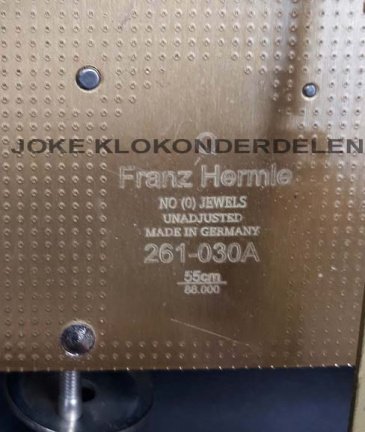 JOKE KLOKONDERDELEN
Franz Hermle
NO (0) JEWELS
UNADJUSTED
MADE IN GERMANY
261-030A
55cm
88.000